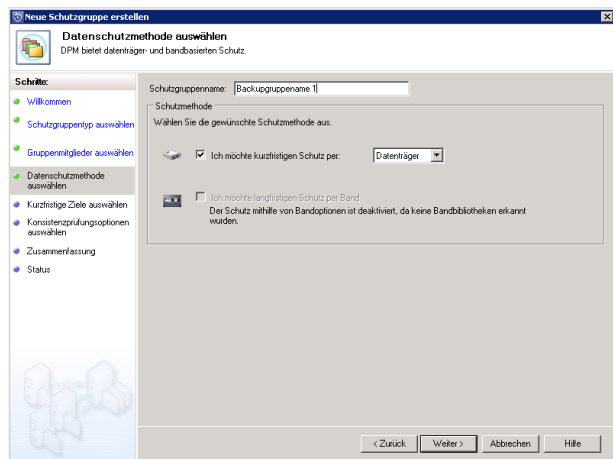 Neue Schutzgruppe erstellen
Datenschutzmethode auswählen
DPM bietet datenträger- und bandbasierten Schutz.
Schritte:
Willkommen
Schutzgruppentyp auswählen
Gruppenmitglieder auswählen
Datenschutzmethode
auswählen
Kurzfristige Ziele auswählen
Konsistenzprüfungsoptionen
auswählen
Zusammenfassung
Status
Schutzgruppenname: Backupgruppename 1
Schutzmethode
Wählen Sie die gewünschte Schutzmethode aus.
Ich möchte kurzfristigen Schutz per: Datenträger
Ich möchte langfristigen Schutz per Band
Der Schutz mithilfe von Bandoptionen ist deaktiviert, da keine Bandbibliotheken erkannt
wurden.
< Zurück Weiter > Abbrechen Hilfe